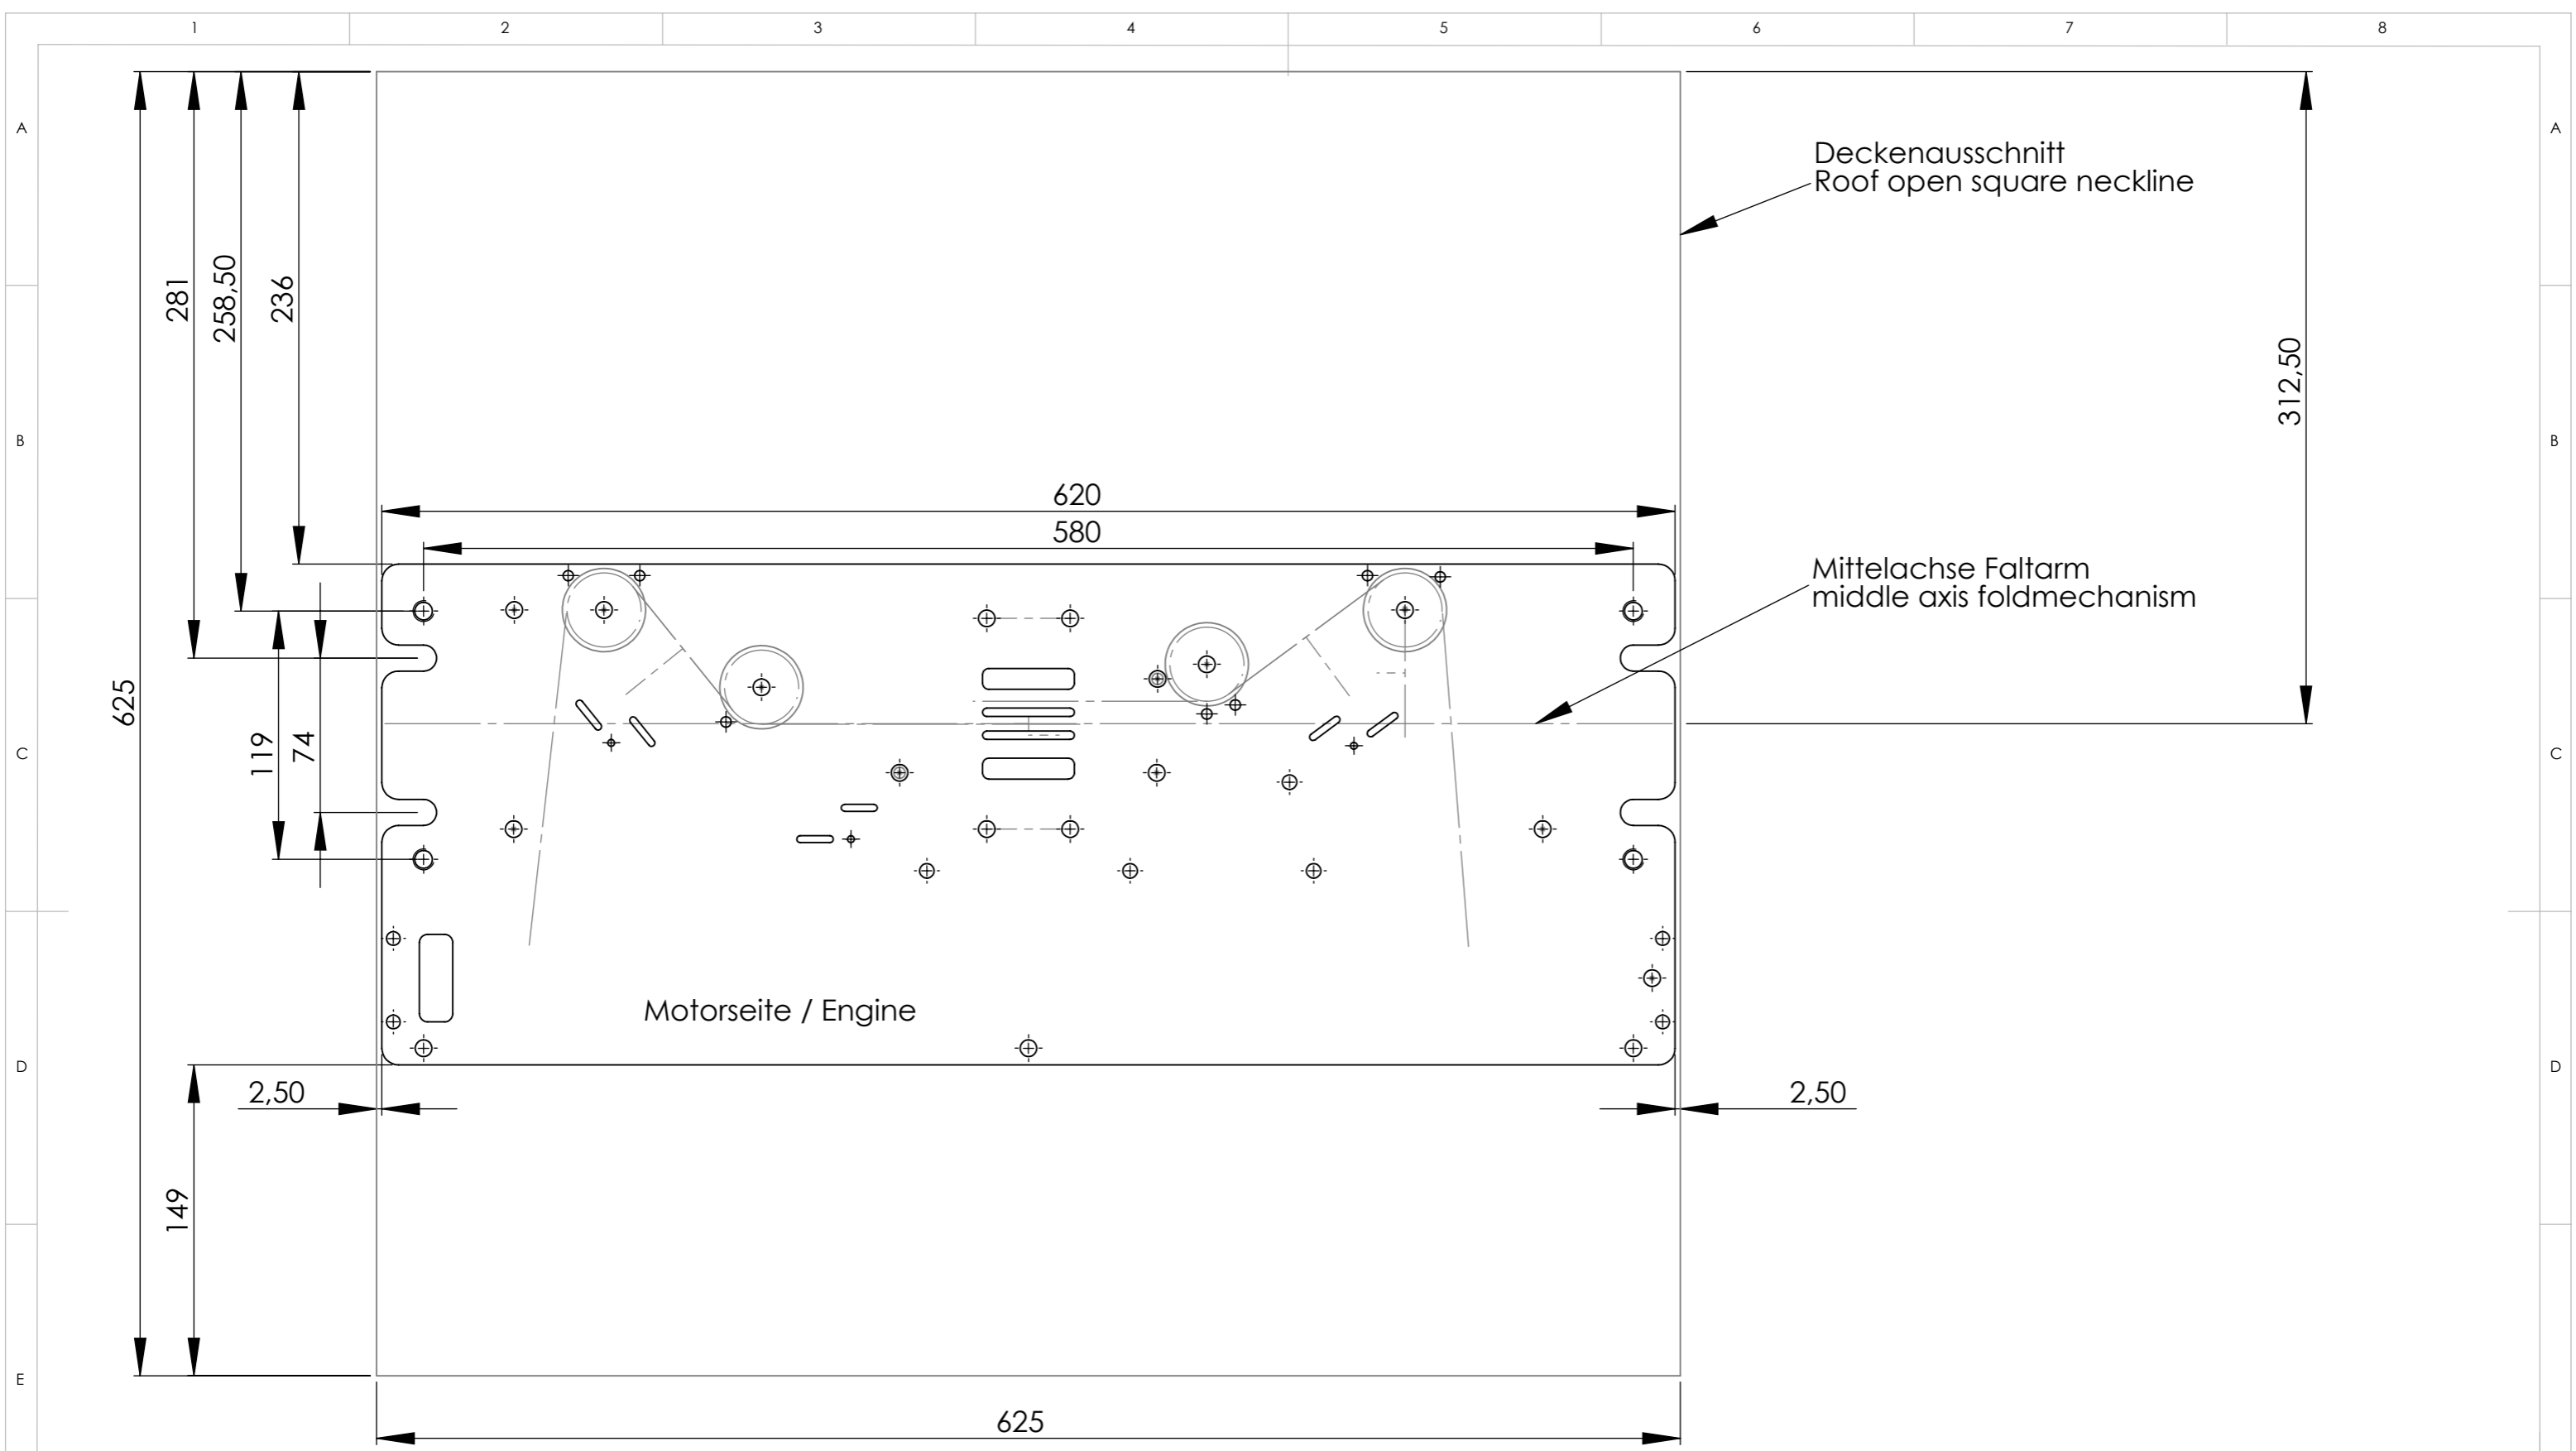 1 2 3 4 5 6 7 8
A A
Deckenausschnitt
Roof open square neckline
281
258,50
236
312,50
B B
620
580
Mittelachse Faltarm
middle axis foldmechanism
625
119
74
C C
Motorseite / Engine
D D
2,50
2,50
149
E
625